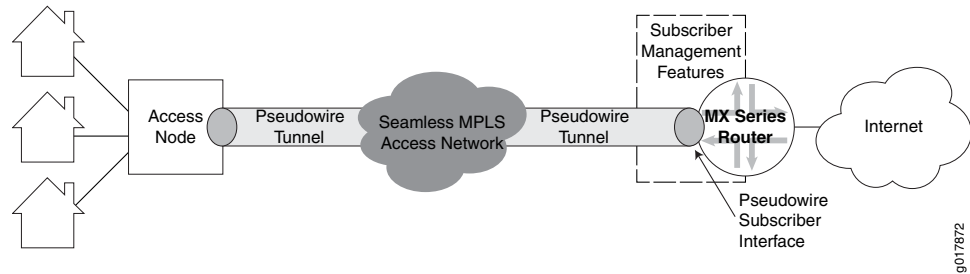 Subscriber
Management
Features
Access
Node
Pseudowire
Tunnel
Seamless MPLS
Access Network
Pseudowire
Tunnel
MX Series
Router
Internet
Pseudowire
Subscriber
Interface
g017872